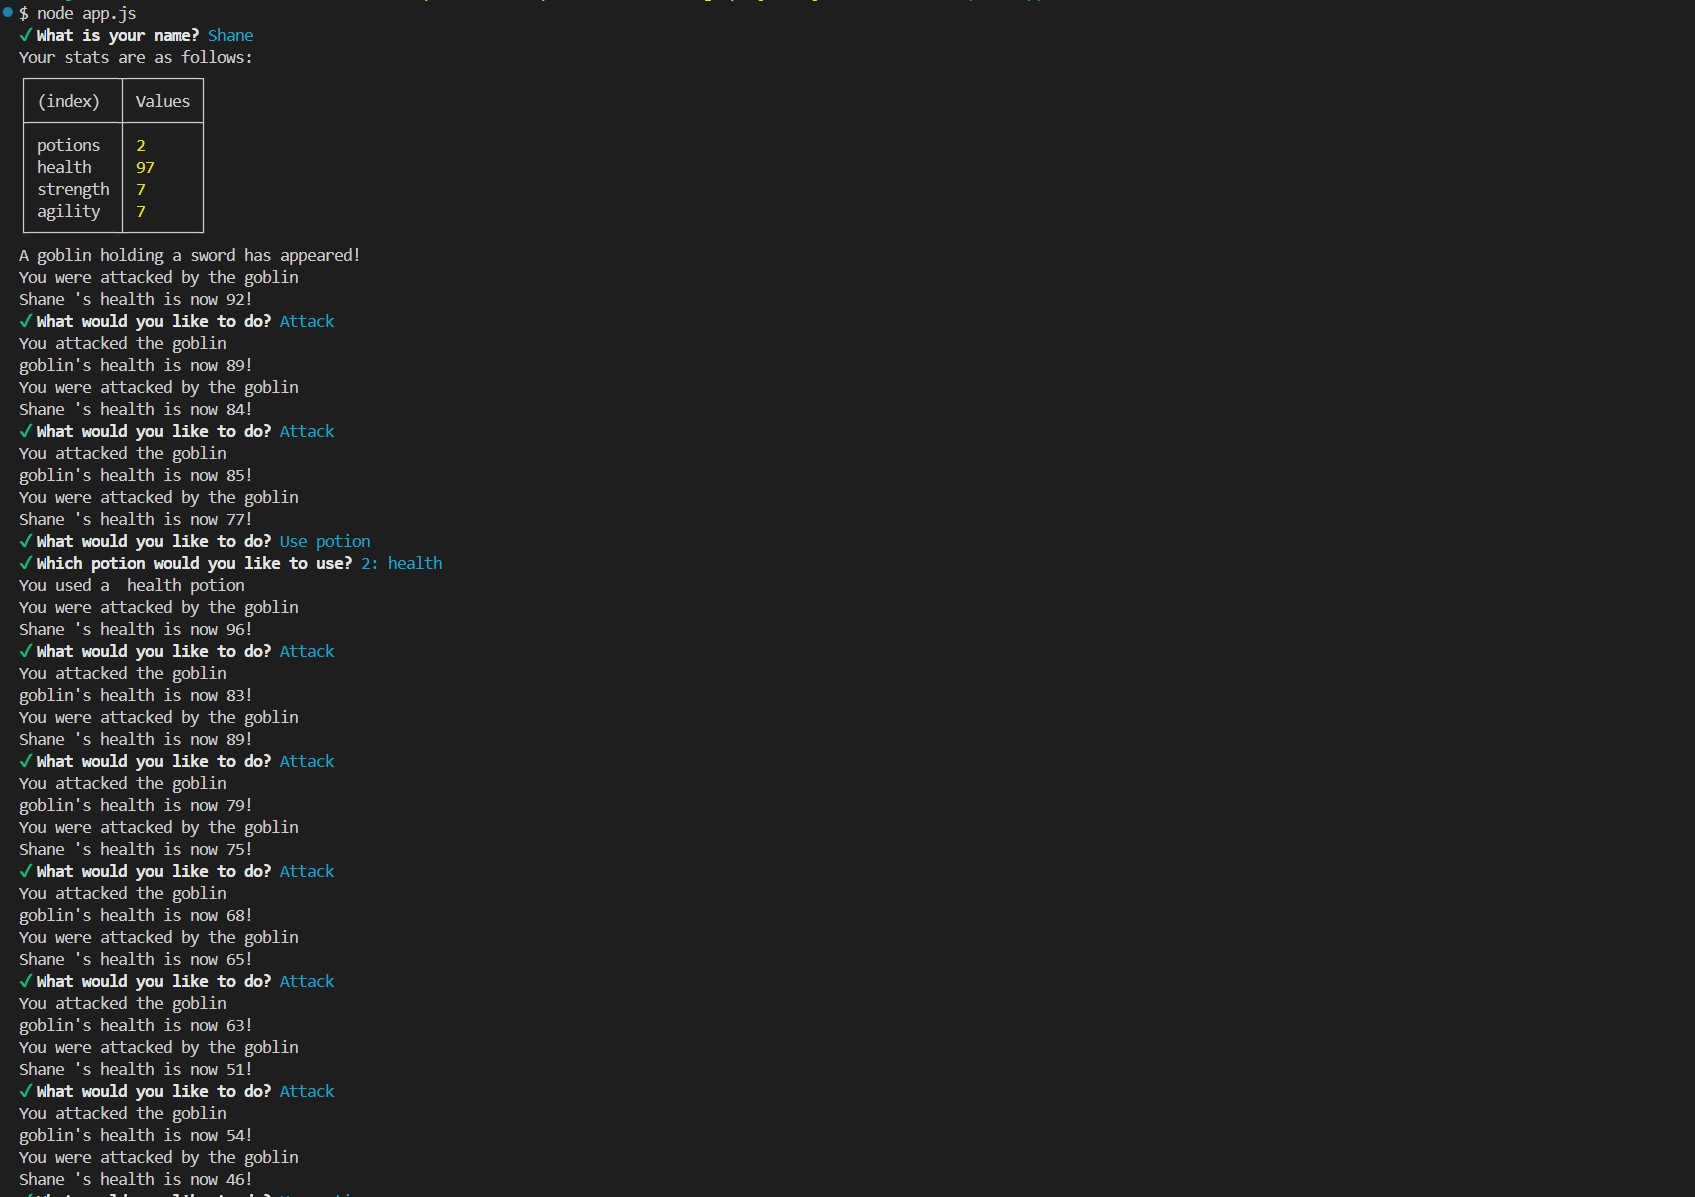 $ node app.js
✓ What is your name? Shane
Your stats are as follows:
(index) Values
potions 2
health 97
strength 7
agility 7
A goblin holding a sword has appeared!
You were attacked by the goblin
Shane 's health is now 92!
✓ What would you like to do? Attack
You attacked the goblin
goblin's health is now 89!
You were attacked by the goblin
Shane 's health is now 84!
✓ What would you like to do? Attack
You attacked the goblin
goblin's health is now 85!
You were attacked by the goblin
Shane 's health is now 77!
✓ What would you like to do? Use potion
✓ Which potion would you like to use? 2: health
You used a  health potion
You were attacked by the goblin
Shane 's health is now 96!
✓ What would you like to do? Attack
You attacked the goblin
goblin's health is now 83!
You were attacked by the goblin
Shane 's health is now 89!
✓ What would you like to do? Attack
You attacked the goblin
goblin's health is now 79!
You were attacked by the goblin
Shane 's health is now 75!
✓ What would you like to do? Attack
You attacked the goblin
goblin's health is now 68!
You were attacked by the goblin
Shane 's health is now 65!
✓ What would you like to do? Attack
You attacked the goblin
goblin's health is now 63!
You were attacked by the goblin
Shane 's health is now 51!
✓ What would you like to do? Attack
You attacked the goblin
goblin's health is now 54!
You were attacked by the goblin
Shane 's health is now 46!